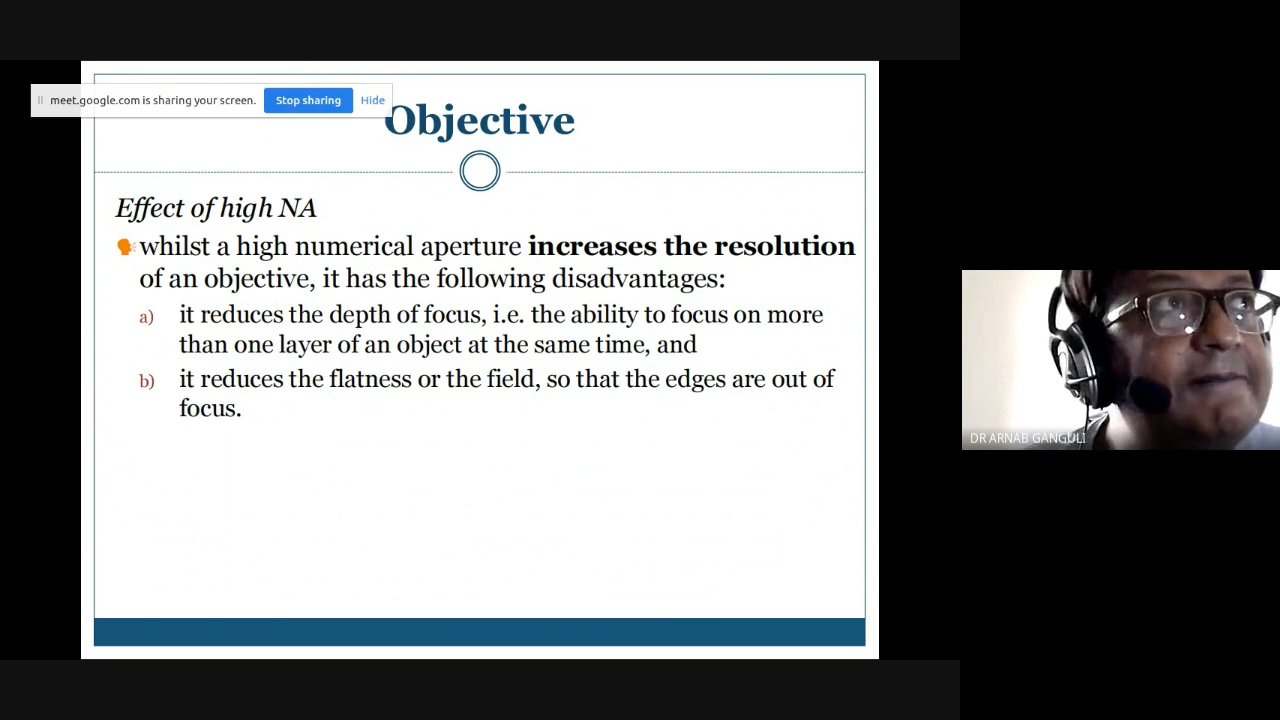 meet.google.com is sharing your screen. Stop sharing Hide
Objective
Effect of high NA
whilst a high numerical aperture increases the resolution
of an objective, it has the following disadvantages:
a) it reduces the depth of focus, i.e. the ability to focus on more
than one layer of an object at the same time, and
b) it reduces the flatness or the field, so that the edges are out of
focus.
DR ARNAB GANGULI